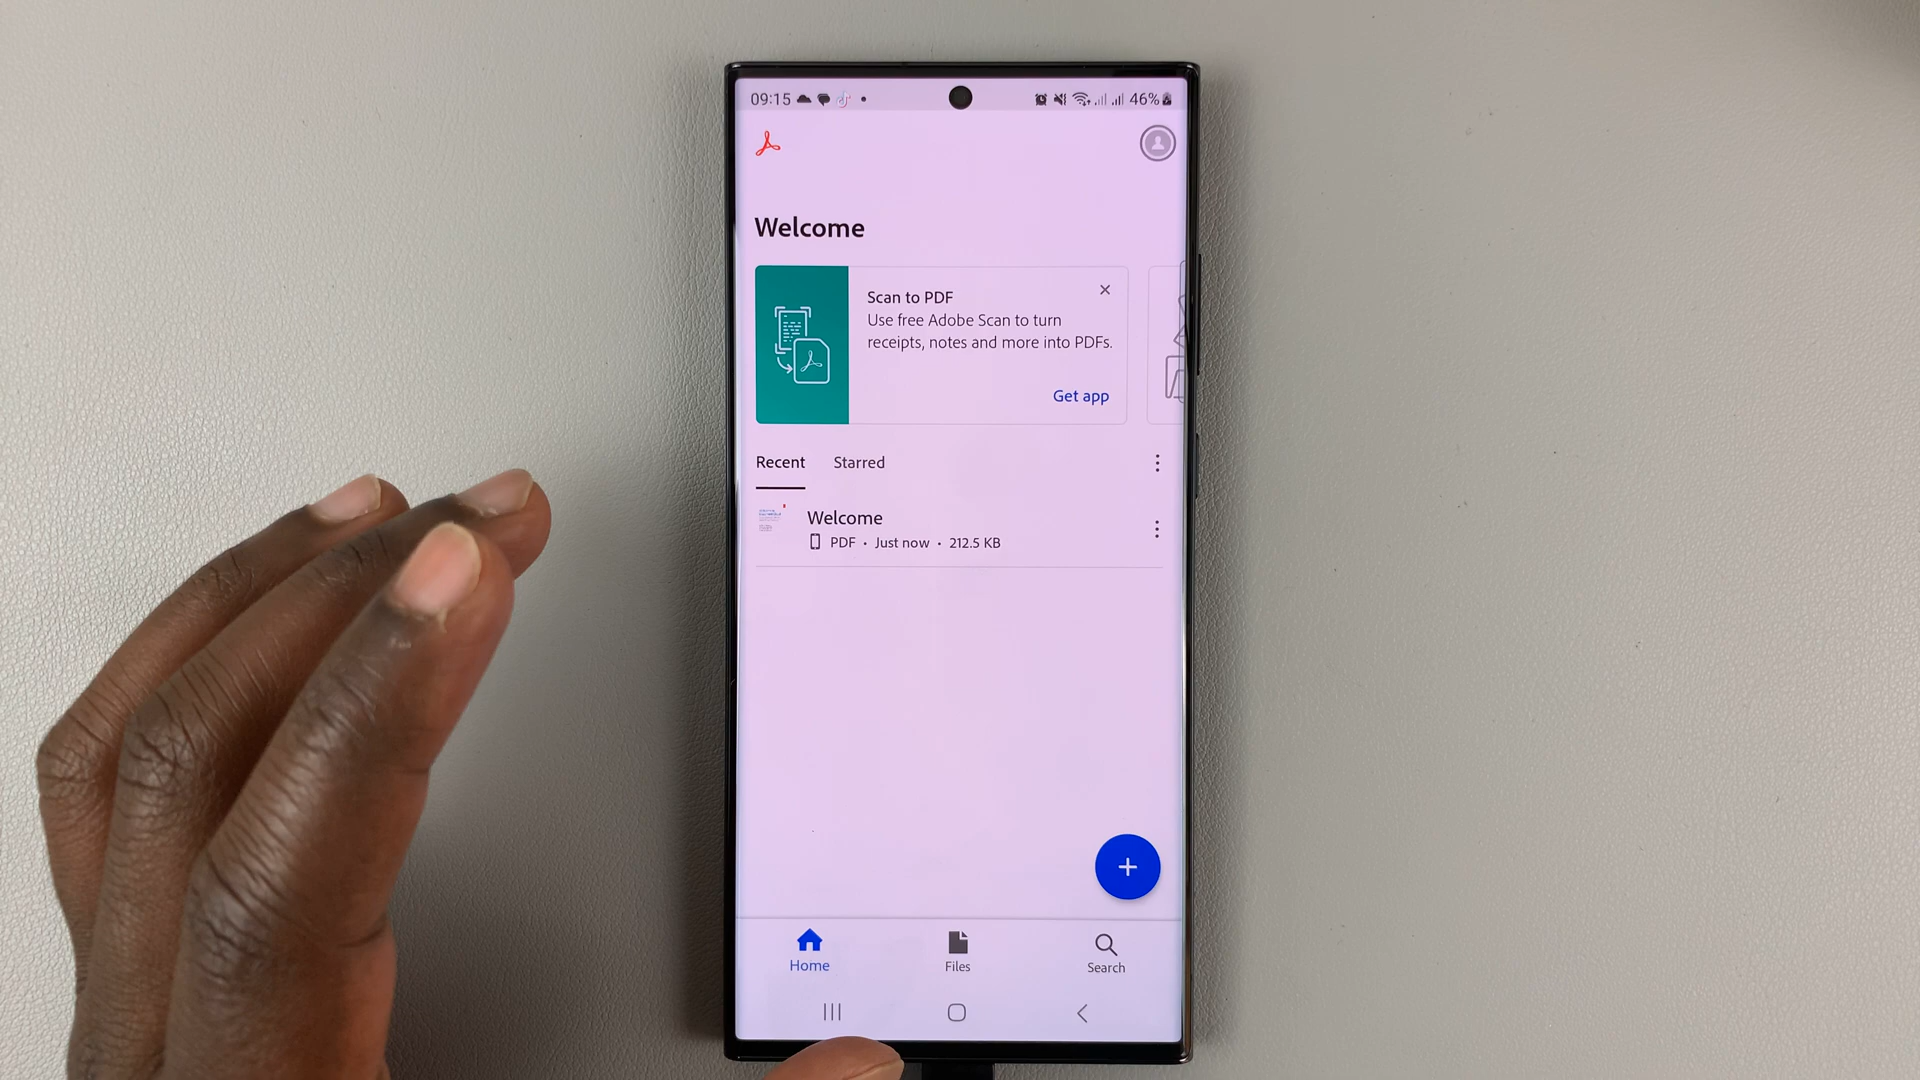 09:15 46%
Welcome
Scan to PDF
Use free Adobe Scan to turn
receipts, notes and more into PDFs.
Get app
Recent Starred
Welcome
PDF • Just now • 212.5 KB
Home Files Search